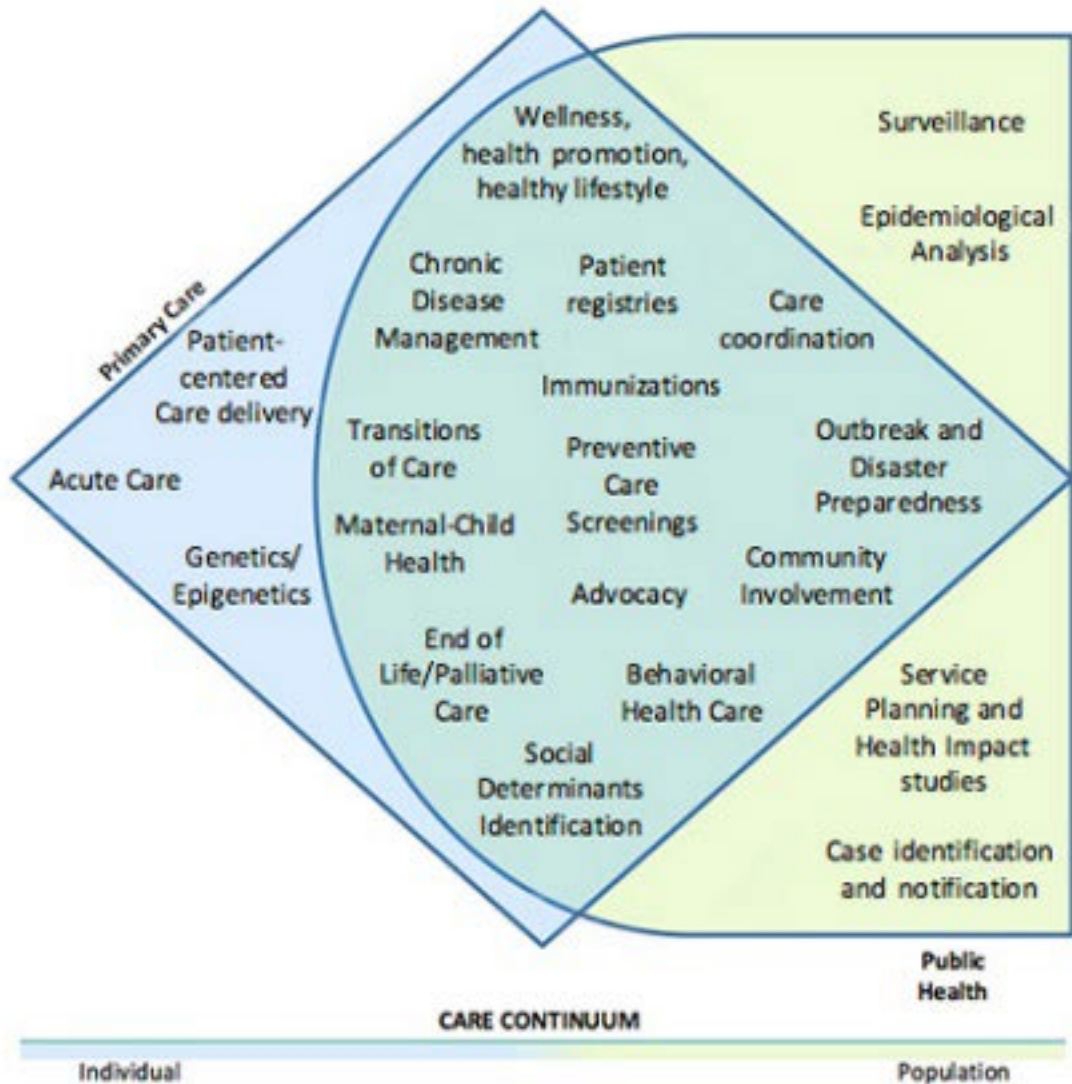 Wellness,
health promotion,
healthy lifestyle
Surveillance
Epidemiological
Analysis
Chronic
Disease
Management
Patient
registries
Care
coordination
Primary Care
Patient-
centered
Care delivery
Immunizations
Acute Care
Transitions
of Care
Preventive
Care
Screenings
Outbreak and
Disaster
Preparedness
Genetics/
Epigenetics
Maternal-Child
Health
Advocacy
Community
Involvement
End of
Life/Palliative
Care
Behavioral
Health Care
Service
Planning and
Health Impact
studies
Social
Determinants
Identification
Case identification
and notification
Public
Health
CARE CONTINUUM
Individual
Population